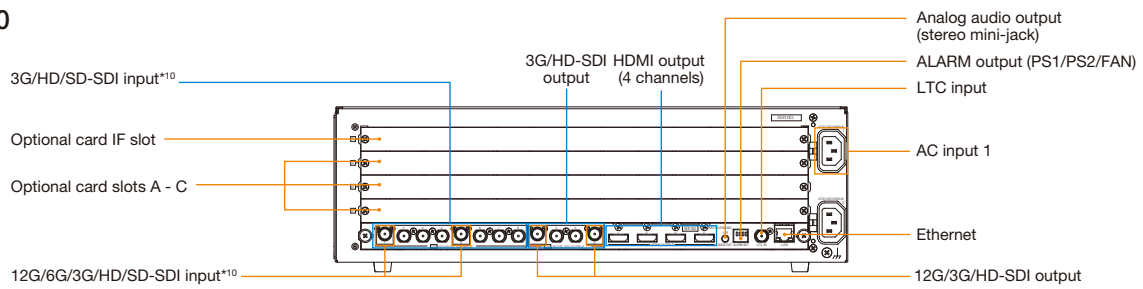 0
Analog audio output
(stereo mini-jack)
3G/HD-SDI
output
HDMI output
(4 channels)
ALARM output (PS1/PS2/FAN)
3G/HD/SD-SDI input*10
LTC input
SER.NO.
Optional card IF slot
AC input 1
Optional card slots A - C
Ethernet
12G/6G/3G/HD/SD-SDI input*10
12G/3G/HD-SDI output